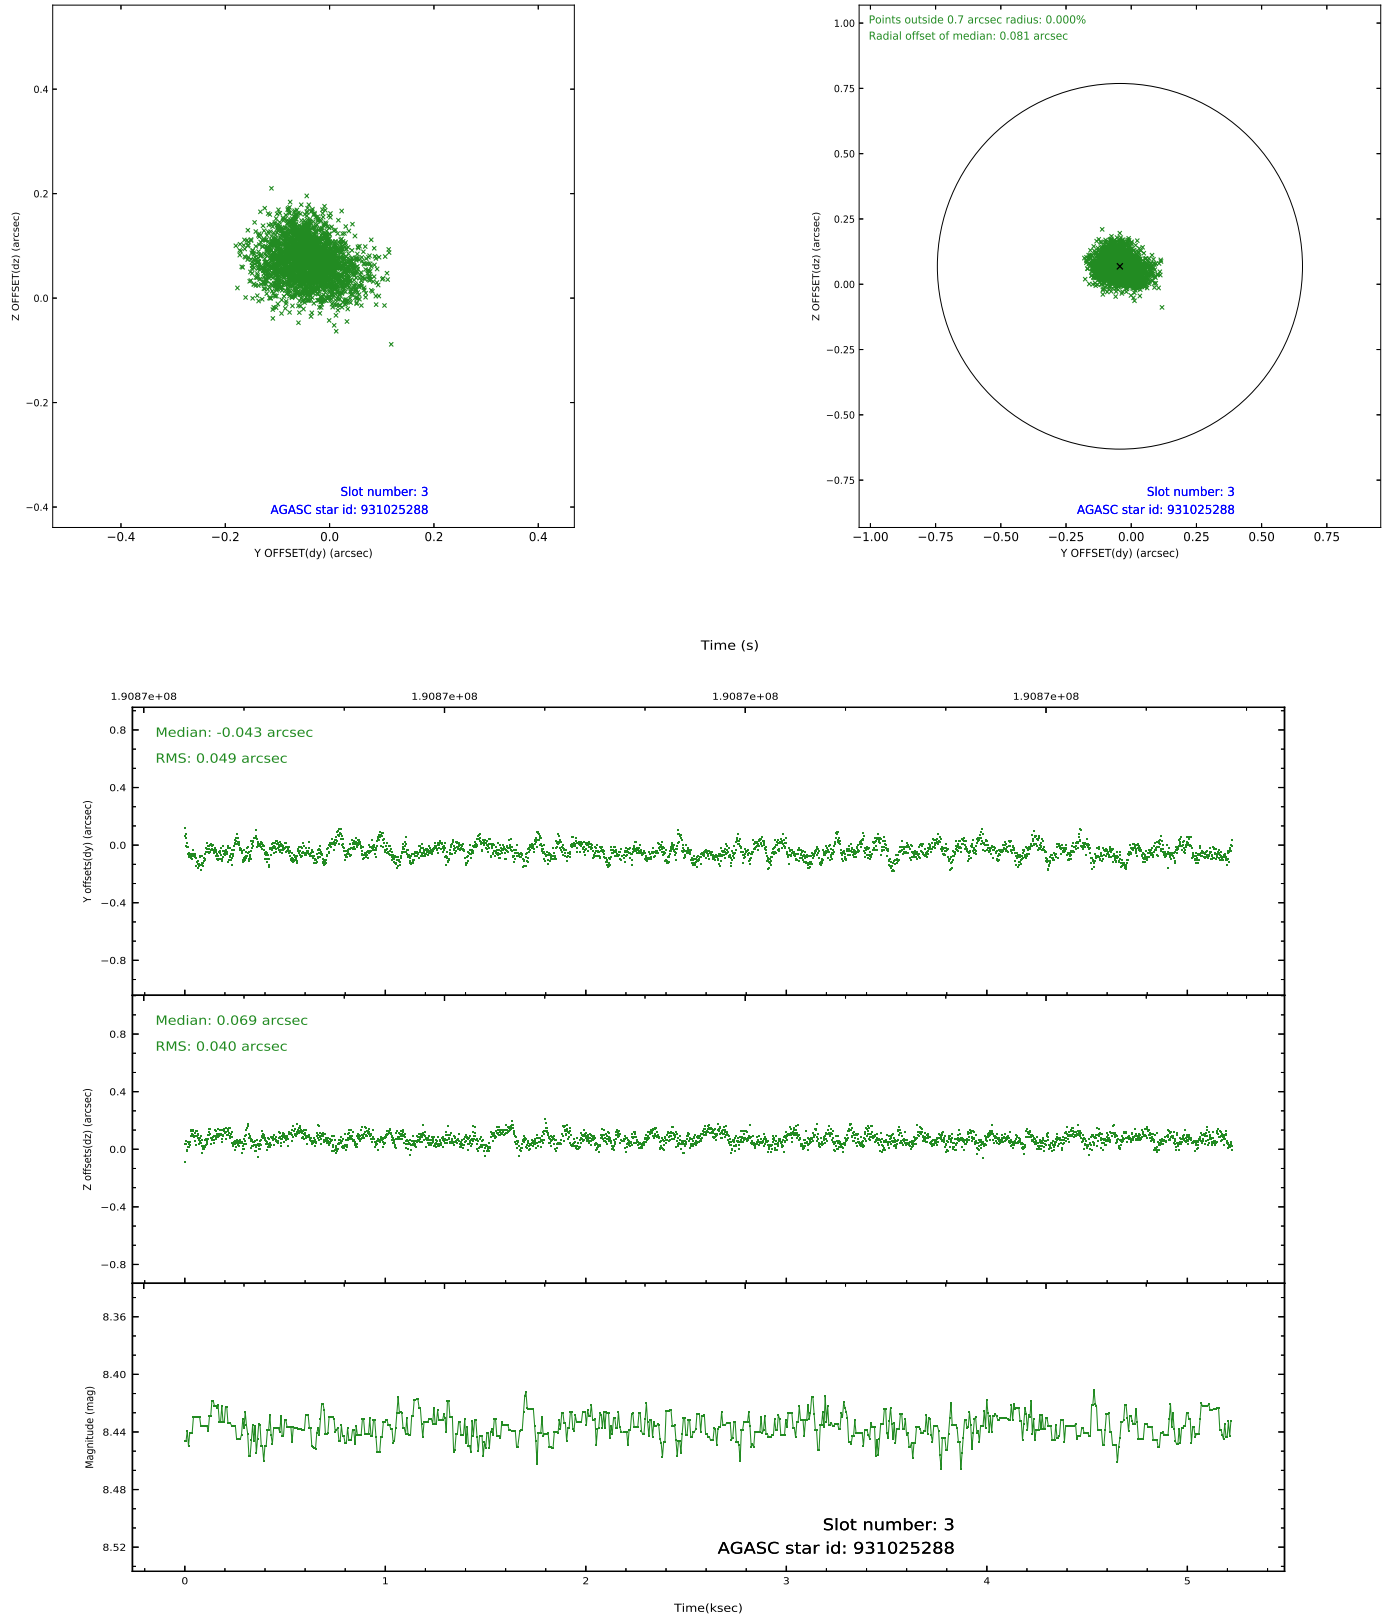 0.4
0.2
0.0
−0.2
−0.4
Z OFFSET(dz) (arcsec)
Slot number: 3
AGASC star id: 931025288
−0.4 −0.2 0.0 0.2 0.4
Y OFFSET(dy) (arcsec)
Points outside 0.7 arcsec radius: 0.000%
Radial offset of median: 0.081 arcsec
1.00
0.75
0.50
0.25
0.00
−0.25
−0.50
−0.75
Z OFFSET(dz) (arcsec)
Slot number: 3
AGASC star id: 931025288
−1.00 −0.75 −0.50 −0.25 0.00 0.25 0.50 0.75
Y OFFSET(dy) (arcsec)
Time (s)
1.9087e+08 1.9087e+08 1.9087e+08 1.9087e+08
Median: -0.043 arcsec
RMS: 0.049 arcsec
0.8
0.4
0.0
−0.4
−0.8
Y offsets(dy) (arcsec)
Median: 0.069 arcsec
RMS: 0.040 arcsec
0.8
0.4
0.0
−0.4
−0.8
Z offsets(dz) (arcsec)
8.36
8.40
8.44
8.48
8.52
Magnitude (mag)
Slot number: 3
AGASC star id: 931025288
0 1 2 3 4 5
Time(ksec)